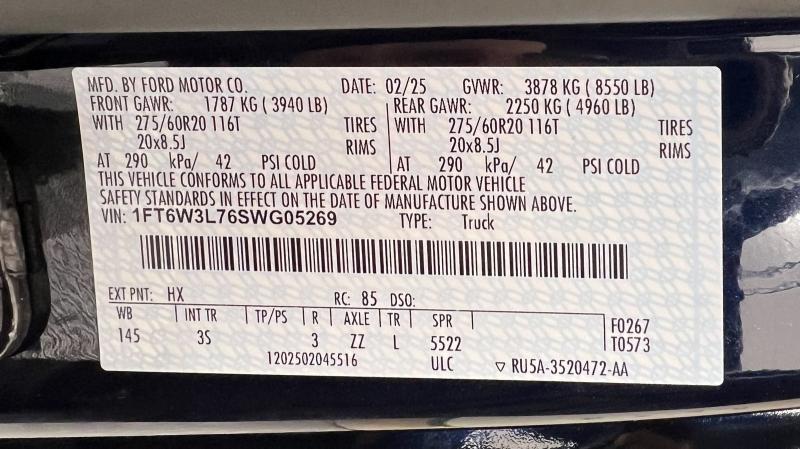 MFD. BY FORD MOTOR CO. DATE: 02/25 GVWR: 3878 KG ( 8550 LB)
FRONT GAWR: 1787 KG ( 3940 LB) REAR GAWR: 2250 KG ( 4960 LB)
WITH 275/60R20 116T TIRES WITH 275/60R20 116T TIRES
20x8.5J RIMS 20x8.5J RIMS
AT 290 kPa/ 42 PSI COLD AT 290 kPa/ 42 PSI COLD
THIS VEHICLE CONFORMS TO ALL APPLICABLE FEDERAL MOTOR VEHICLE
SAFETY STANDARDS IN EFFECT ON THE DATE OF MANUFACTURE SHOWN ABOVE.
VIN: 1FT6W3L76SWG05269 TYPE: Truck
EXT PNT: HX RC: 85 DSO:
WB INT TR TP/PS R AXLE TR SPR F0267
145 3S 3 ZZ L 5522 T0573
1202502045516 ULC ▽ RU5A-3520472-AA